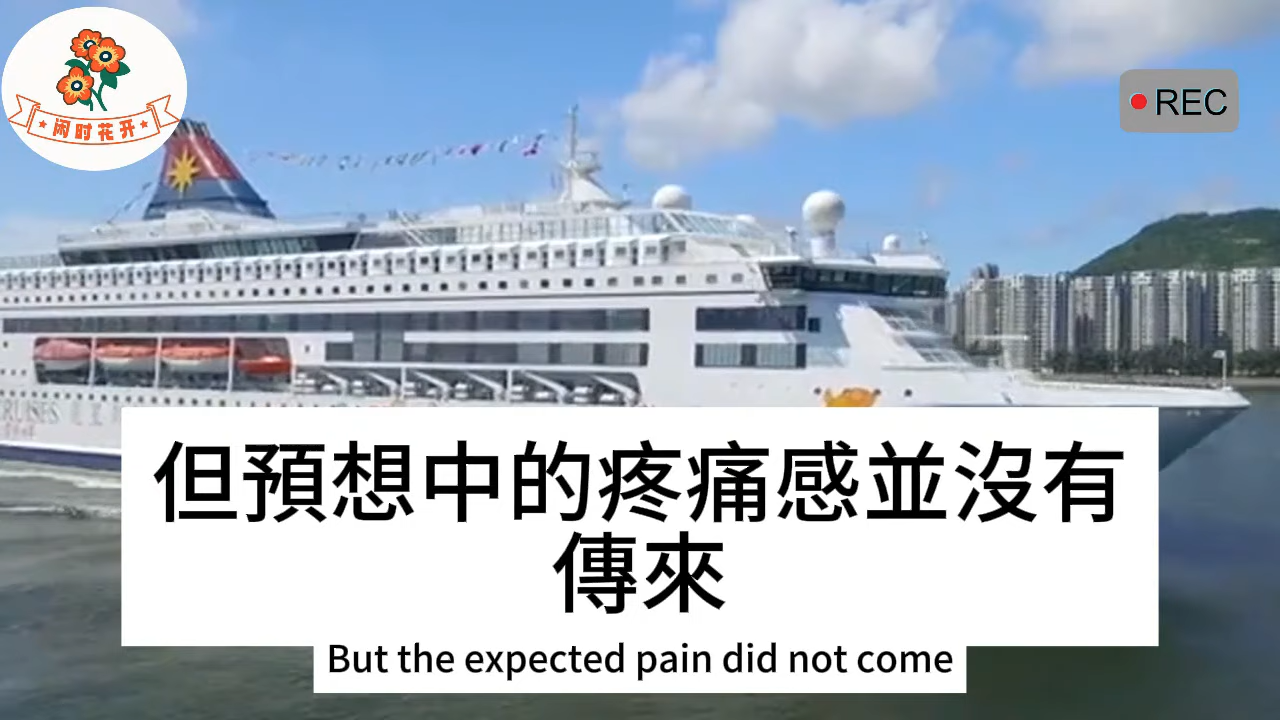 闲时花开
REC
CRUISES
但預想中的疼痛感並沒有
傳來
But the expected pain did not come